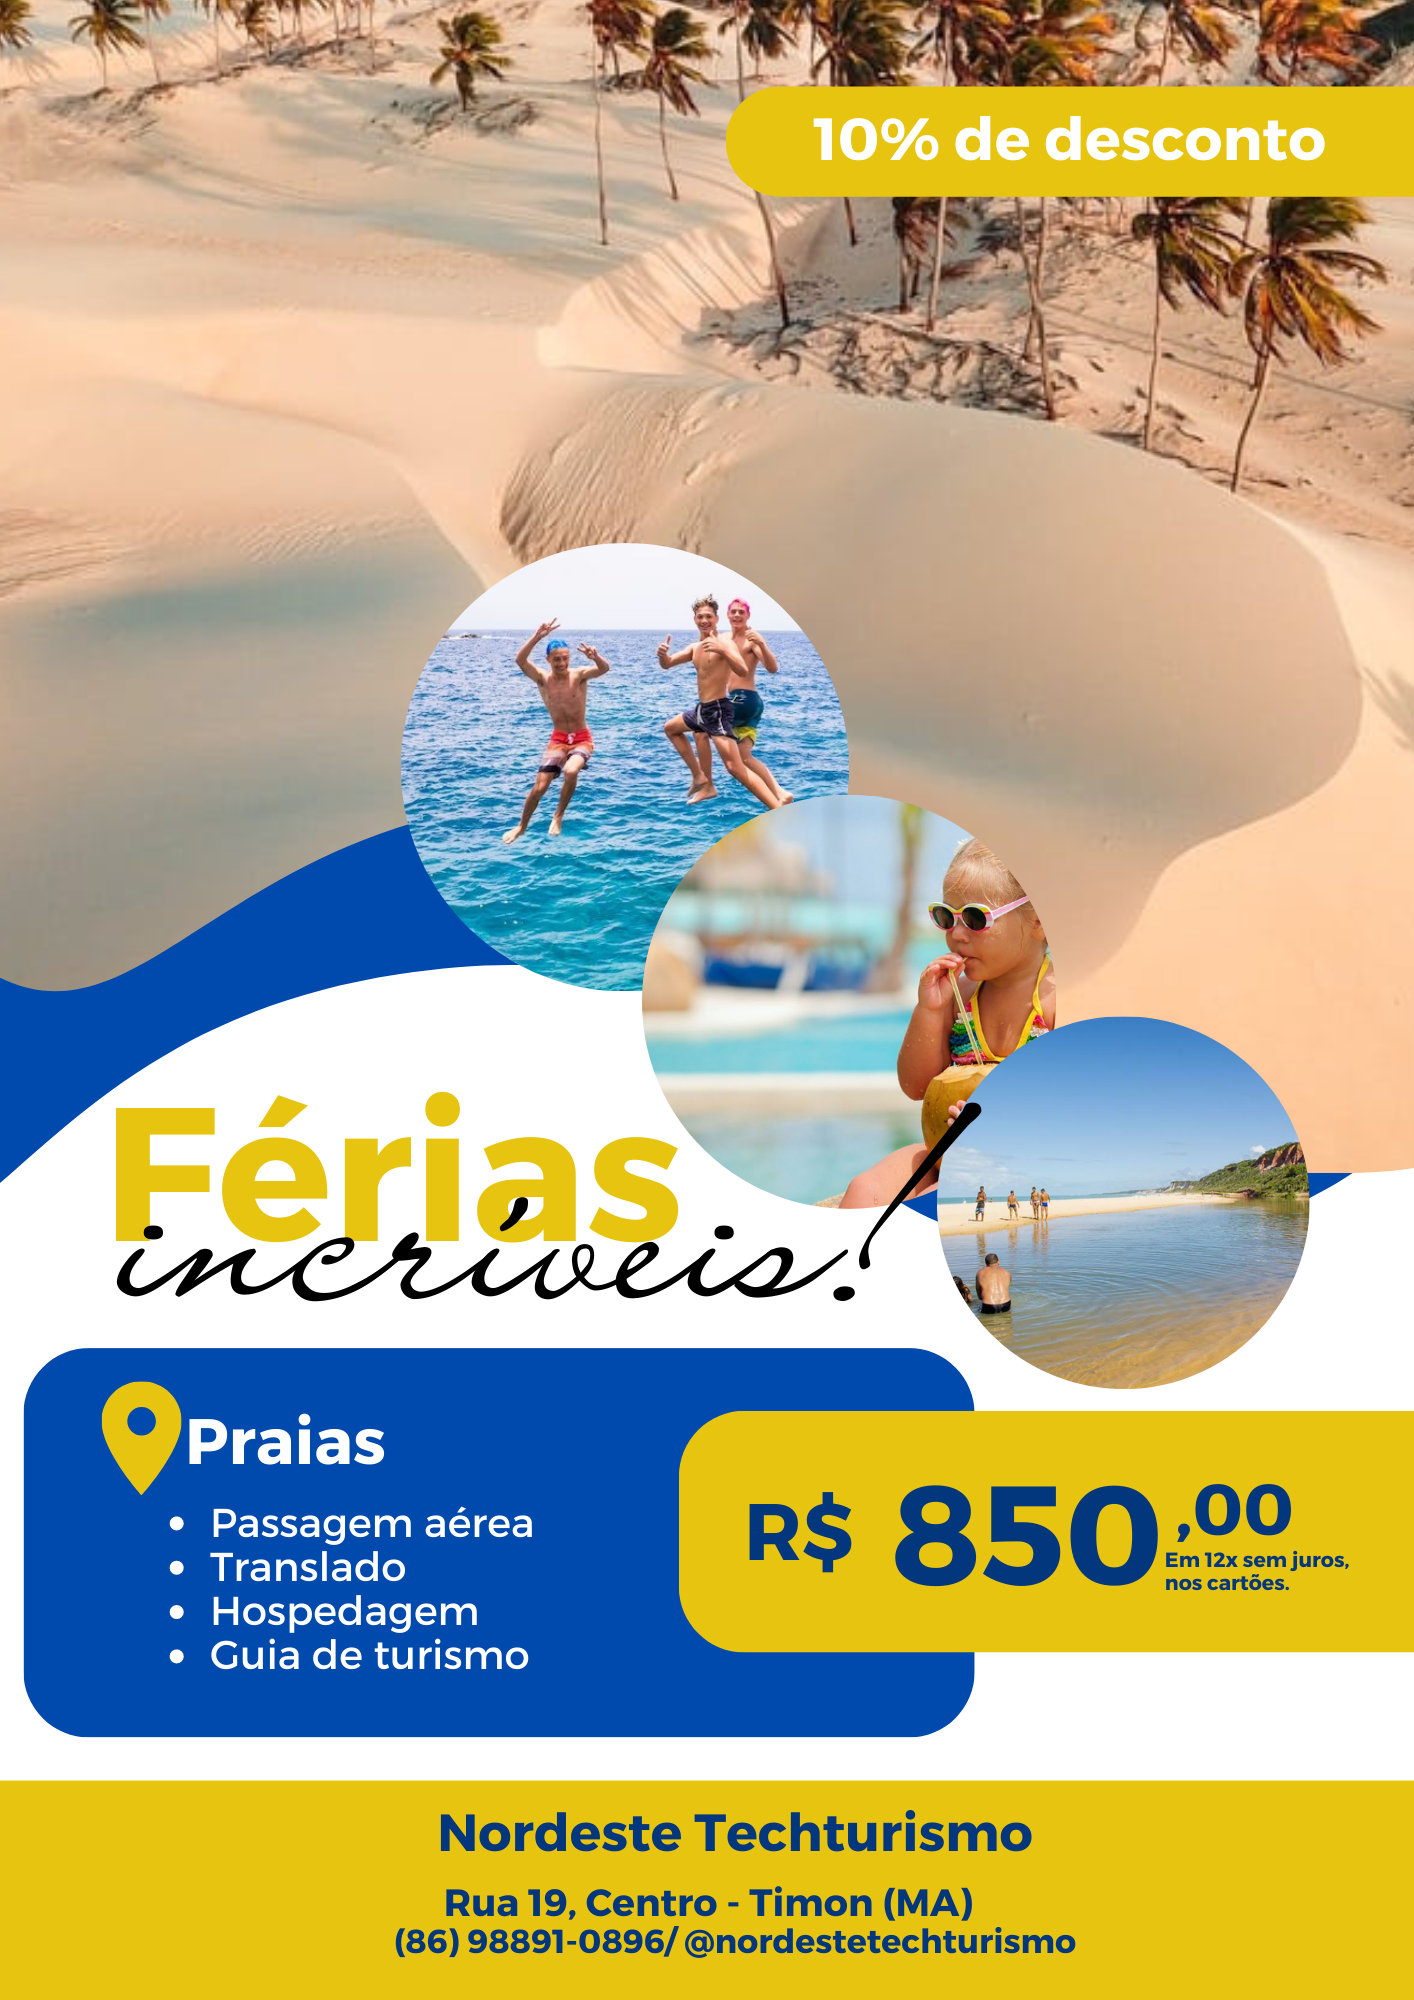 10% de desconto
Férias
incríveis!
Praias
• Passagem aérea
• Translado
• Hospedagem
• Guia de turismo
R$ 850,00
Em 12x sem juros,
nos cartões.
Nordeste Techturismo
Rua 19, Centro - Timon (MA)
(86) 98891-0896/ @nordestetechturismo